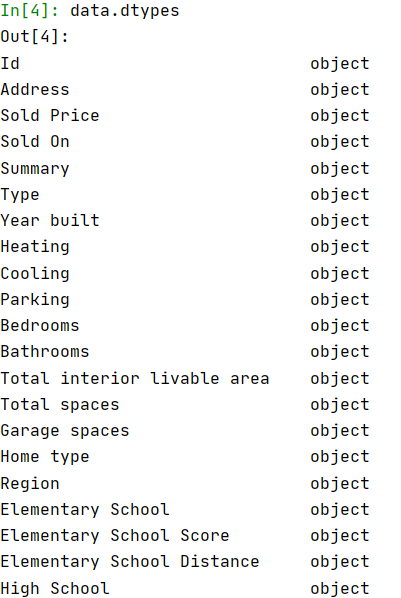 In[4]: data.dtypes
Out[4]:
Id object
Address object
Sold Price object
Sold On object
Summary object
Type object
Year built object
Heating object
Cooling object
Parking object
Bedrooms object
Bathrooms object
Total interior livable area object
Total spaces object
Garage spaces object
Home type object
Region object
Elementary School object
Elementary School Score object
Elementary School Distance object
High School object